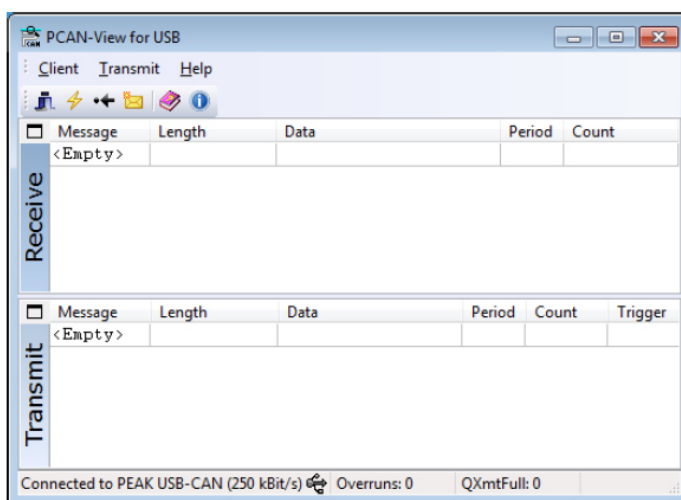 PCAN-View for USB
Client Transmit Help
Message Length Data Period Count
<Empty>
Receive
Message Length Data Period Count Trigger
<Empty>
Transmit
Connected to PEAK USB-CAN (250 kBit/s) Overruns: 0 QXmtFull: 0